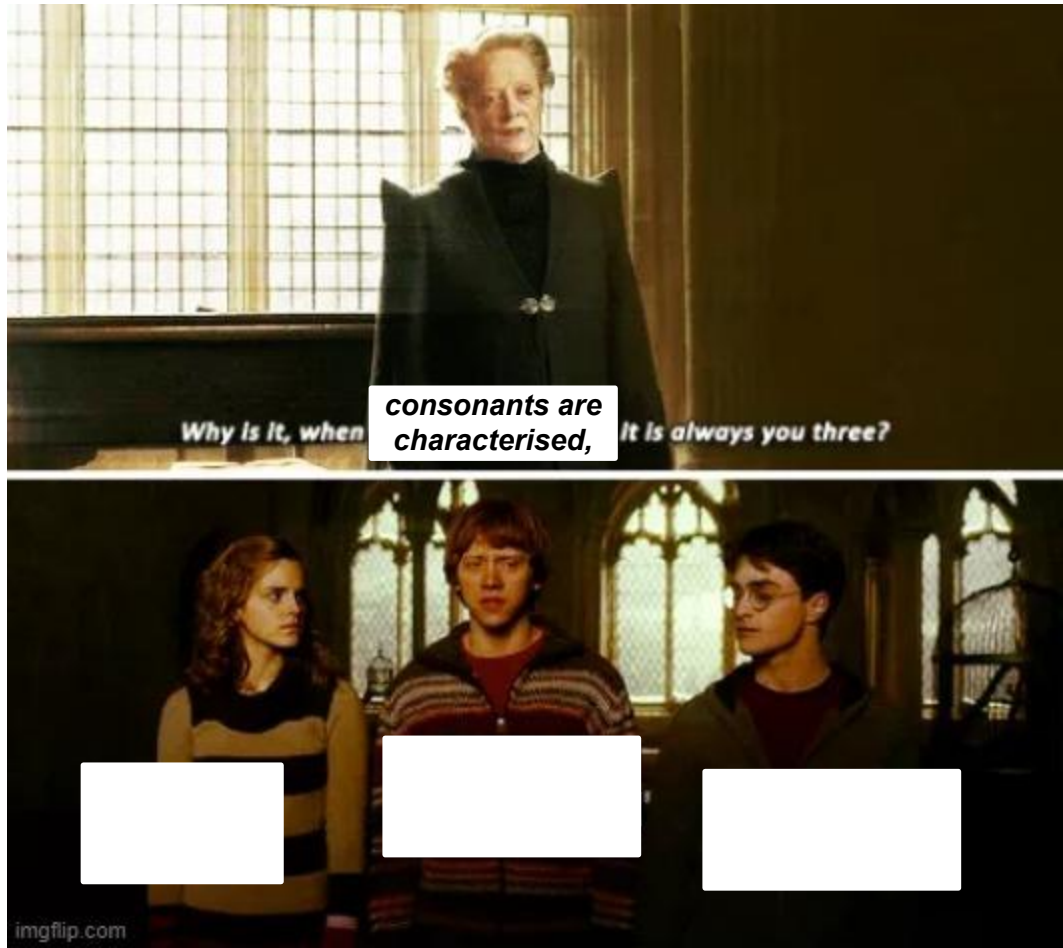 consonants are
Why is it, when characterised, it is always you three?
imgflip.com